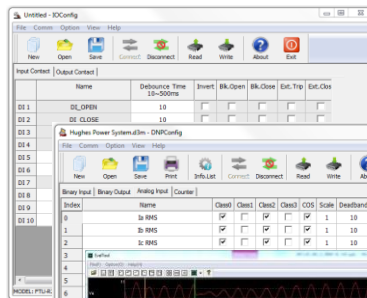 Untitled - IOConfig
File Comm Option View Help
New Open Save Connect Disconnect Read Write About Exit
Input Contact Output Contact
Name Debounce Time 10~500ms Invert Blk.Open Blk.Close Ext.Trip Ext.Clos
DI 1 DI_OPEN 10
DI 2 DI_CLOSE 10
DI 3
DI 4
DI 5
DI 6
DI 7
DI 8
DI 9
DI 10
Hughes Power System.d3m - DNPConfig
File Comm Option View Help
New Open Save Print Info.List Connect Disconnect Read Write
Binary Input Binary Output Analog Input Counter
Index Name Class0 Class1 Class2 Class3 COS Scale Deadband
0 Ia RMS 1 10
1 Ib RMS 1 10
2 Ic RMS 1 10
3
4
5
6